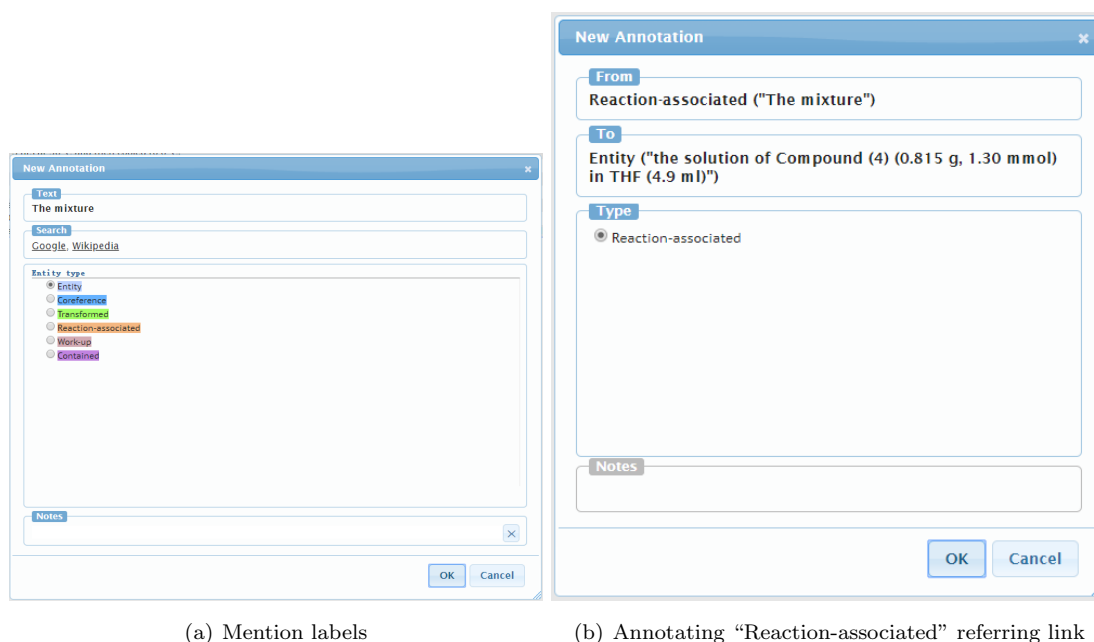 New Annotation
Text
The mixture
Search
Google, Wikipedia
Entity type
Entity
Coreference
Transformed
Reaction-associated
Work-up
Contained
Notes
OK Cancel
(a) Mention labels
New Annotation
From
Reaction-associated ("The mixture")
To
Entity ("the solution of Compound (4) (0.815 g, 1.30 mmol)
in THF (4.9 ml)")
Type
Reaction-associated
Notes
OK Cancel
(b) Annotating “Reaction-associated” referring link